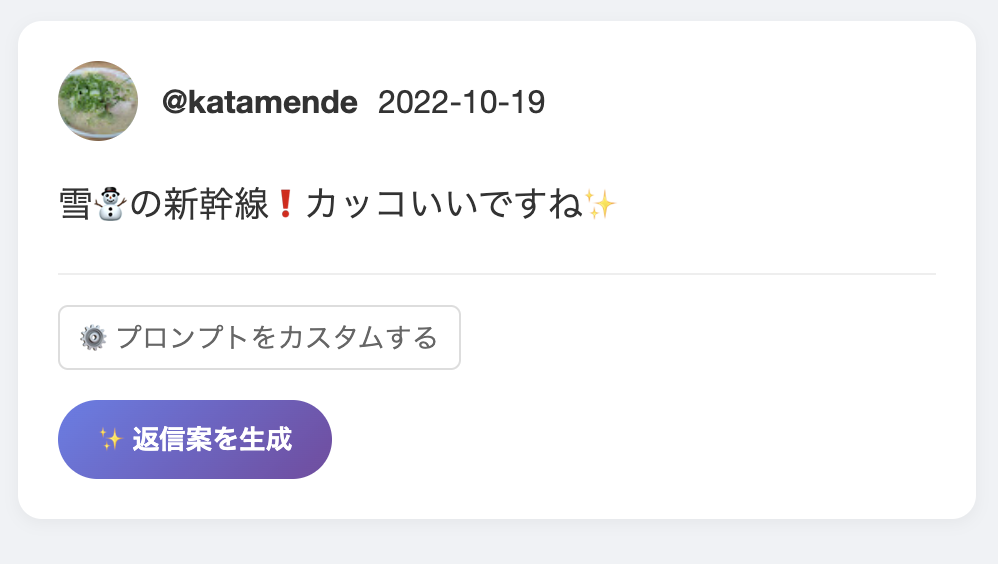 @katamende 2022-10-19
雪☃️の新幹線❗カッコいいですね✨
⚙️ プロンプトをカスタムする
✨ 返信案を生成